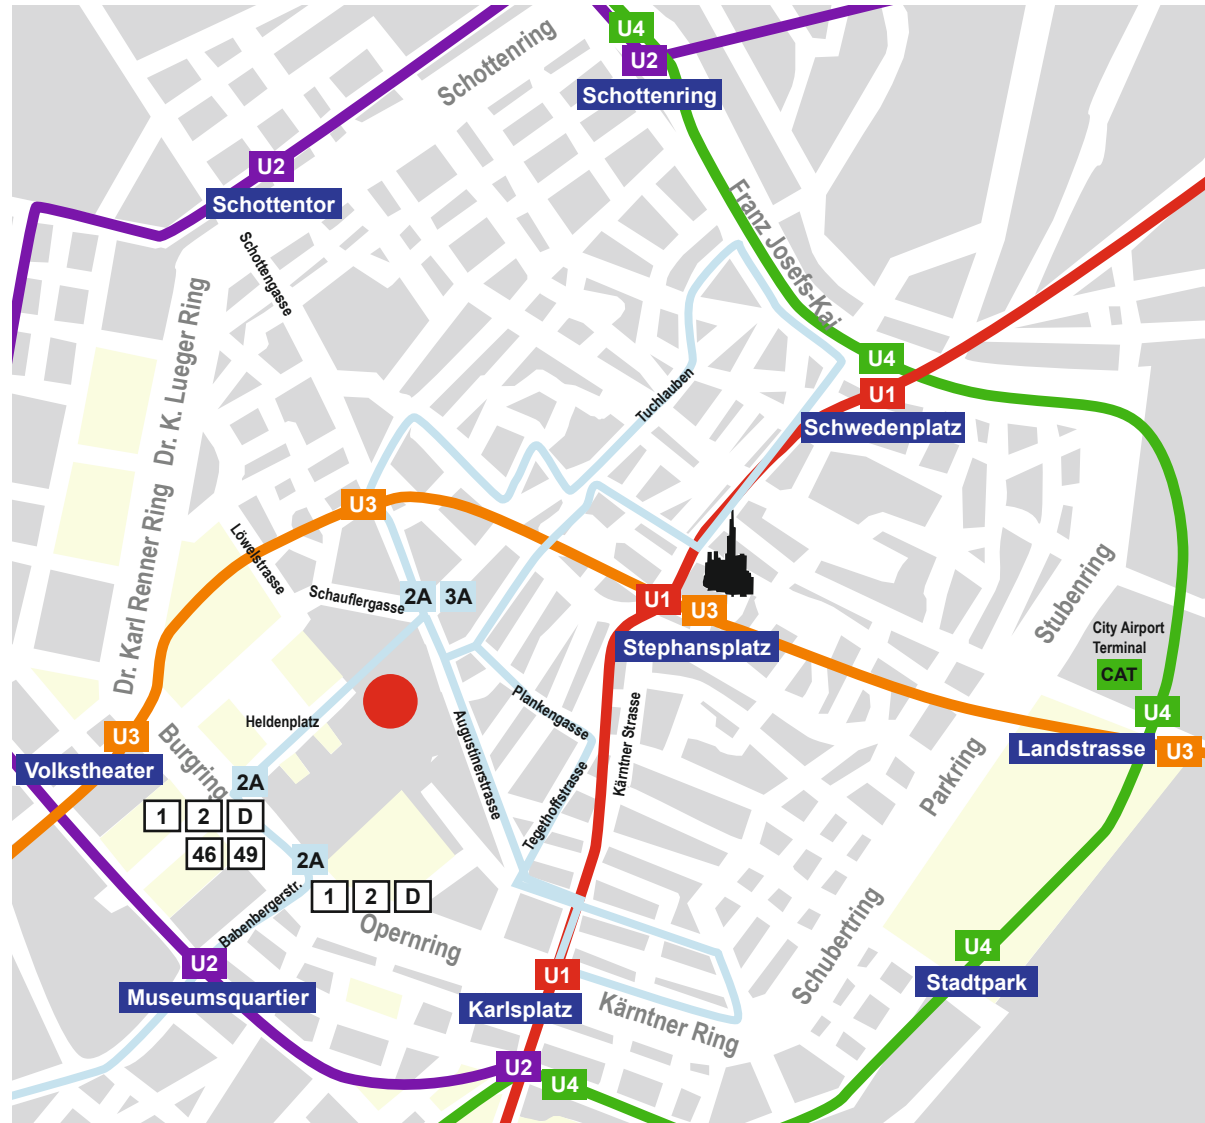 U4
U2
Schottenring
Schottenring
U2
Schottentor
Schottengasse
Franz Josefs-Kai
Dr. K. Lueger Ring
Tuchlauben
U4
U1
Schwedenplatz
U3
Löwelstrasse
Dr. Karl Renner Ring
Schauflergasse
2A
3A
U1
U3
Stephansplatz
Stubenring
City Airport
Terminal
CAT
U4
Landstrasse
U3
U3
Volkstheater
Burgring
Heldenplatz
2A
1
2
D
46
49
2A
1
2
D
Babenbergerstr.
Opernring
Augustinerstrasse
Plankengasse
Tegethoffstrasse
Kärntner Strasse
Parkring
Schubertring
U4
Stadtpark
U2
Museumsquartier
U1
Karlsplatz
Kärntner Ring
U2
U4